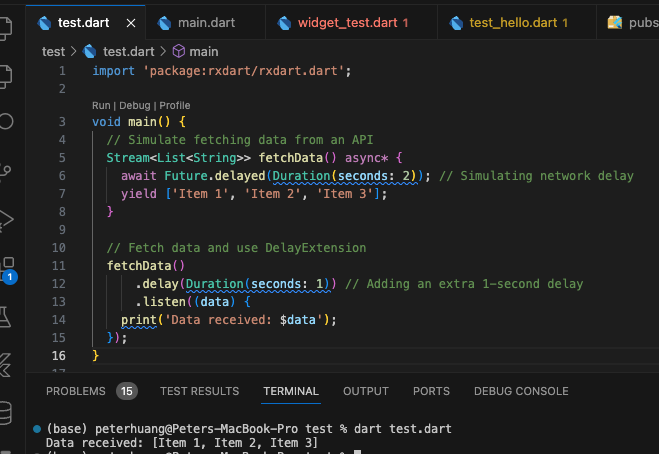 test.dart
main.dart
widget_test.dart 1
test_hello.dart 1
pubs
test > test.dart > main
1 import 'package:rxdart/rxdart.dart';
2
Run | Debug | Profile
3 void main() {
4 // Simulate fetching data from an API
5 Stream<List<String>> fetchData() async* {
6 await Future.delayed(Duration(seconds: 2)); // Simulating network delay
7 yield ['Item 1', 'Item 2', 'Item 3'];
8 }
9
10 // Fetch data and use DelayExtension
11 fetchData()
12 .delay(Duration(seconds: 1)) // Adding an extra 1-second delay
13 .listen((data) {
14 print('Data received: $data');
15 });
16 }
1
PROBLEMS 15 TEST RESULTS TERMINAL OUTPUT PORTS DEBUG CONSOLE
(base) peterhuang@Peters-MacBook-Pro test % dart test.dart
Data received: [Item 1, Item 2, Item 3]